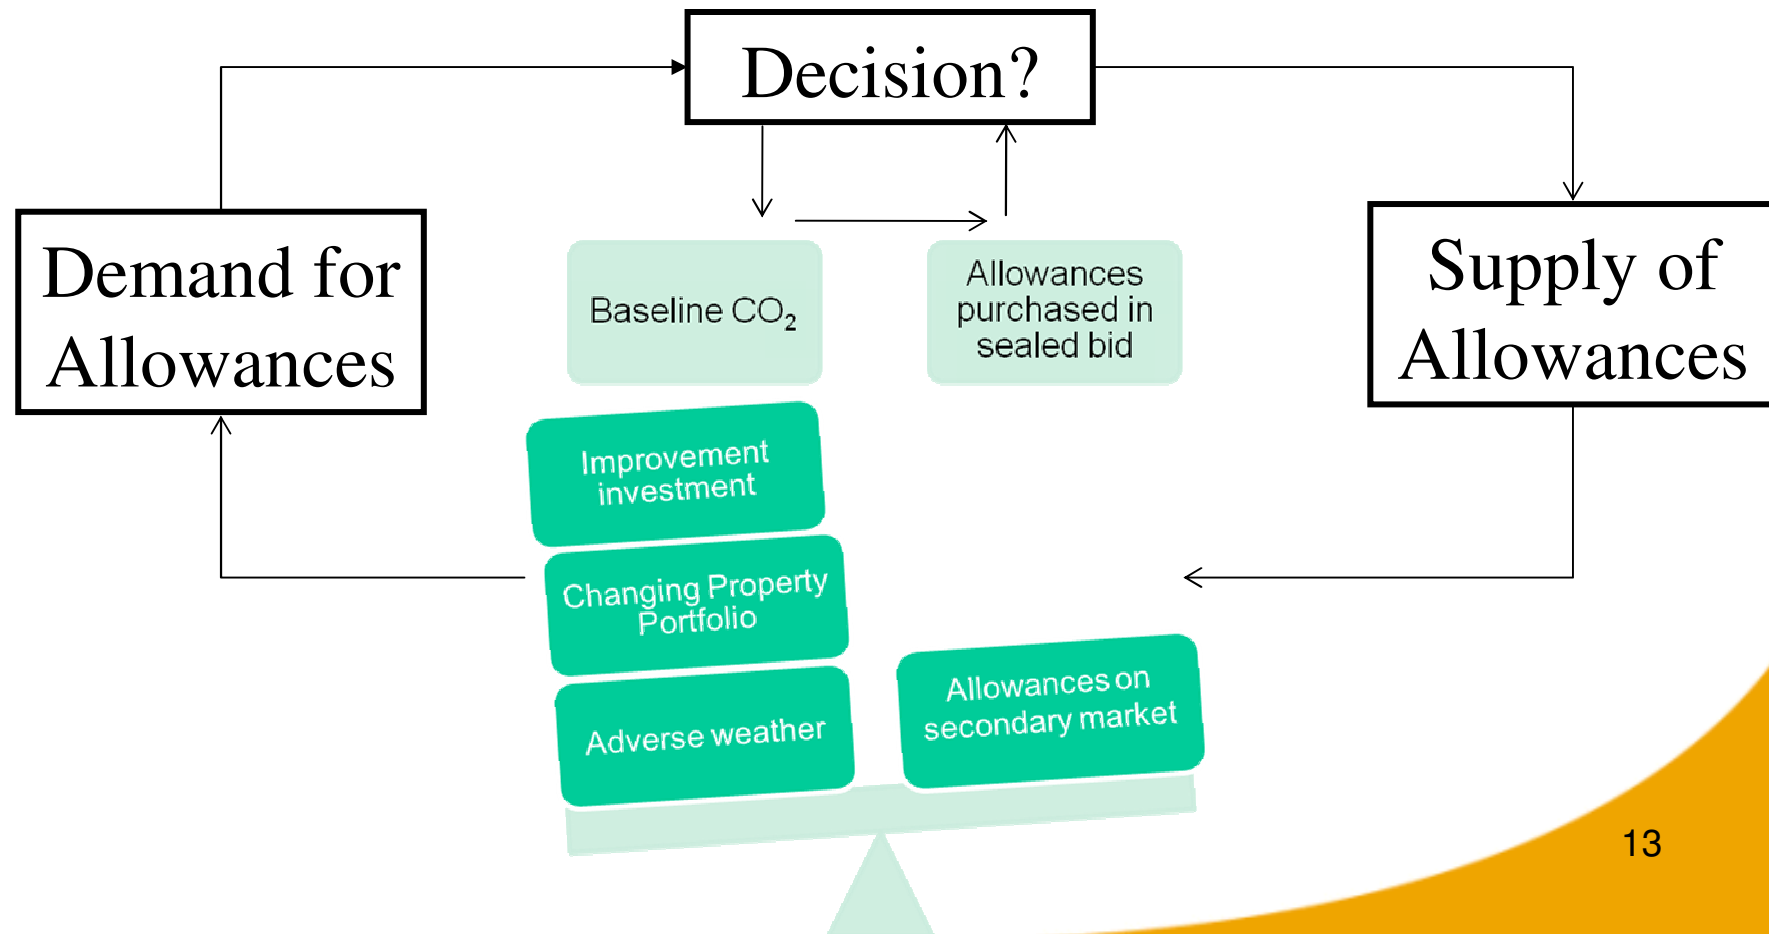 Decision?
Demand for
Allowances
Baseline CO₂
Allowances
purchased in
sealed bid
Supply of
Allowances
Improvement
investment
Changing Property
Portfolio
Adverse weather
Allowances on
secondary market
13